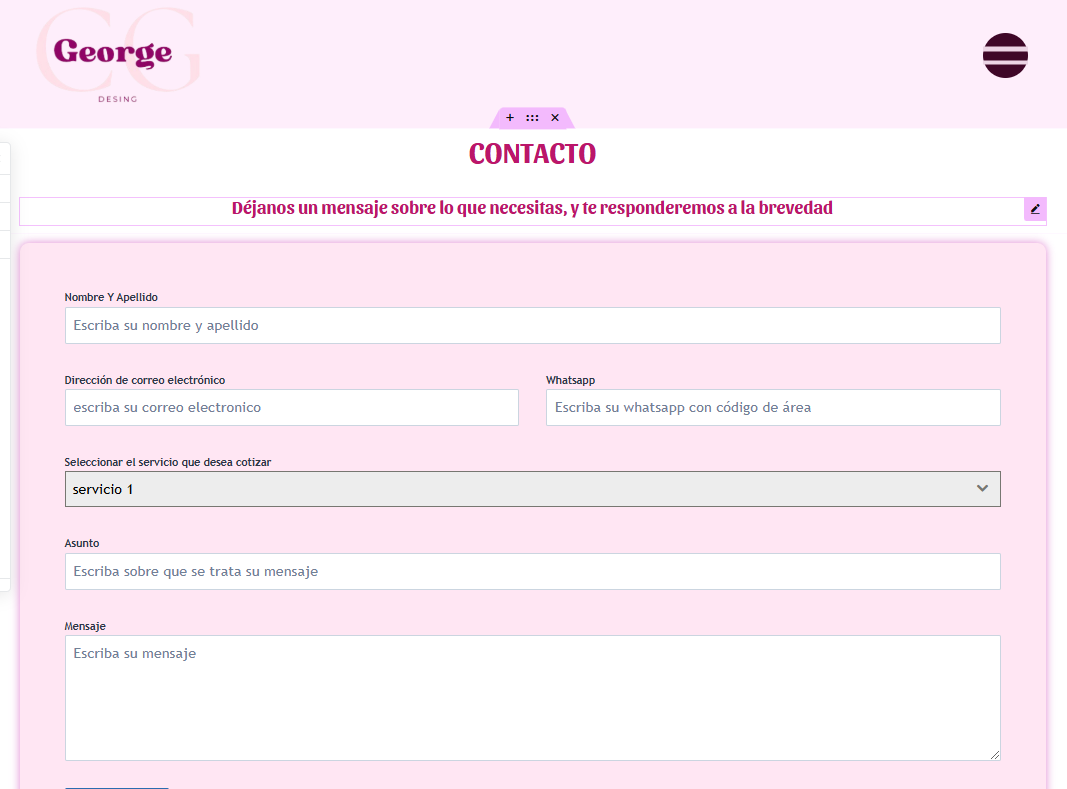 CG
George
DESING
CONTACTO
Déjanos un mensaje sobre lo que necesitas, y te responderemos a la brevedad
Nombre Y Apellido
Escriba su nombre y apellido
Dirección de correo electrónico
Whatsapp
escriba su correo electronico
Escriba su whatsapp con código de área
Seleccionar el servicio que desea cotizar
servicio 1
Asunto
Escriba sobre que se trata su mensaje
Mensaje
Escriba su mensaje